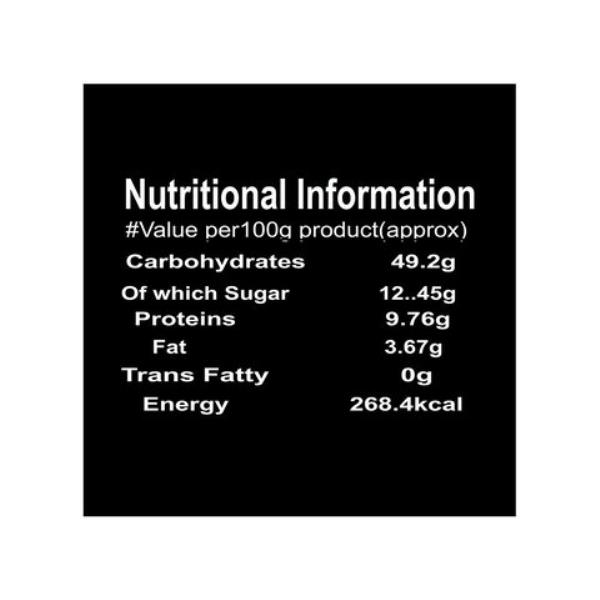 Nutritional Information
#Value per100g product(approx)
Carbohydrates 49.2g
Of which Sugar 12..45g
Proteins 9.76g
Fat 3.67g
Trans Fatty 0g
Energy 268.4kcal